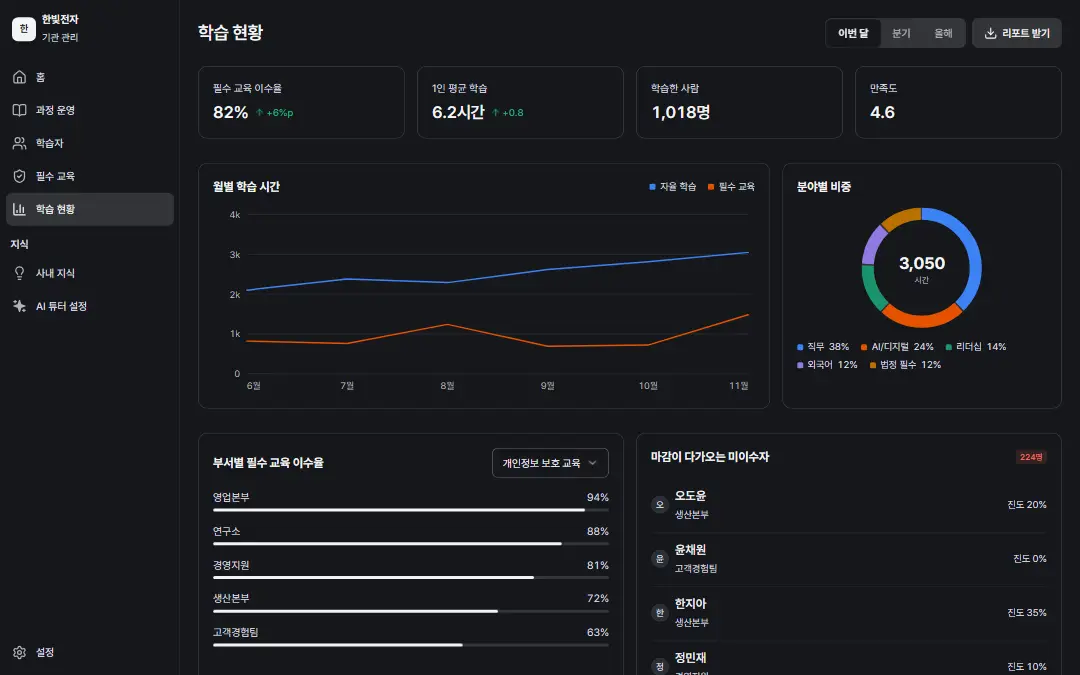 한
한빛전자
기관 관리
홈
과정 운영
학습자
필수 교육
학습 현황
지식
사내 지식
AI 튜터 설정
설정
학습 현황
이번 달
분기
올해
리포트 받기
필수 교육 이수율
82% ↑ +6%p
1인 평균 학습
6.2시간 ↑ +0.8
학습한 사람
1,018명
만족도
4.6
월별 학습 시간
자율 학습
필수 교육
4k
3k
2k
1k
0
6월 7월 8월 9월 10월 11월
분야별 비중
3,050
시간
직무 38% AI/디지털 24% 리더십 14%
외국어 12% 법정 필수 12%
부서별 필수 교육 이수율
개인정보 보호 교육
영업본부 94%
연구소 88%
경영지원 81%
생산본부 72%
고객경험팀 63%
마감이 다가오는 미이수자
224명
오
오도윤
생산본부
진도 20%
윤
윤채원
고객경험팀
진도 0%
한
한지아
생산본부
진도 35%
정
정민재
진도 10%